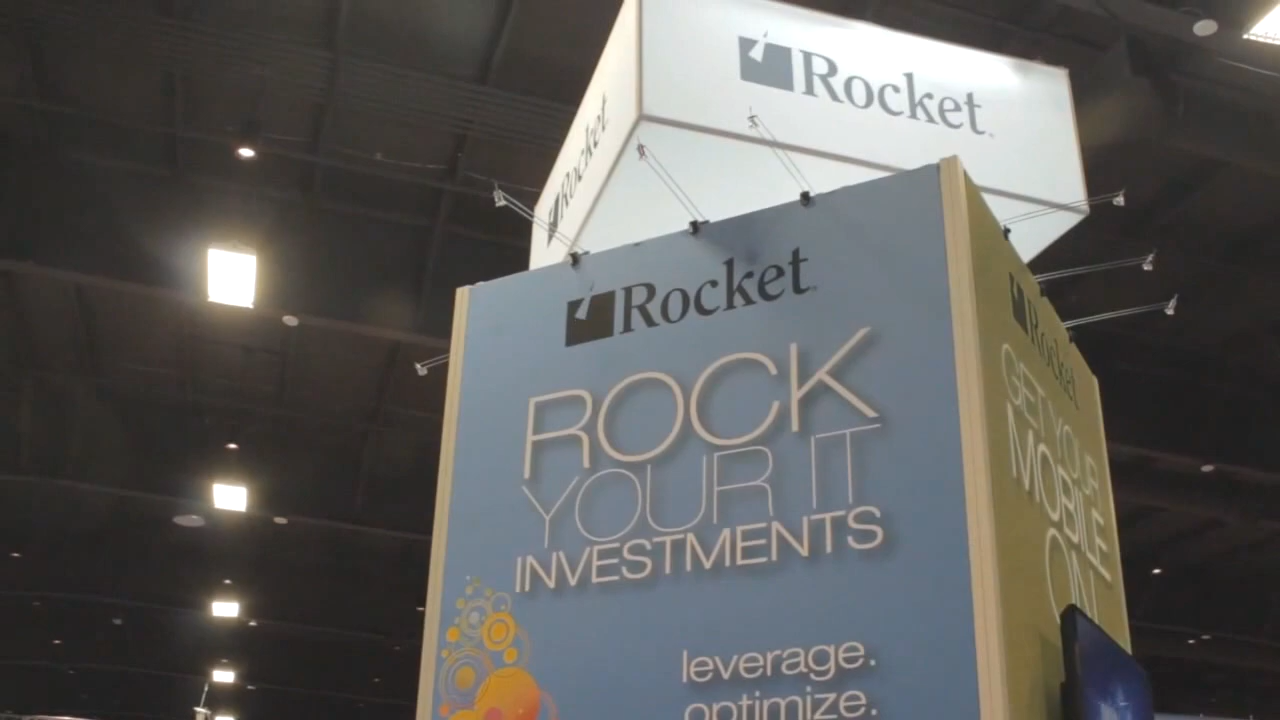 Rocket
Rocket
Rocket
ROCK
YOUR IT
INVESTMENTS
leverage.
optimize.
Rocket
GET YOUR
MOBILE
ON